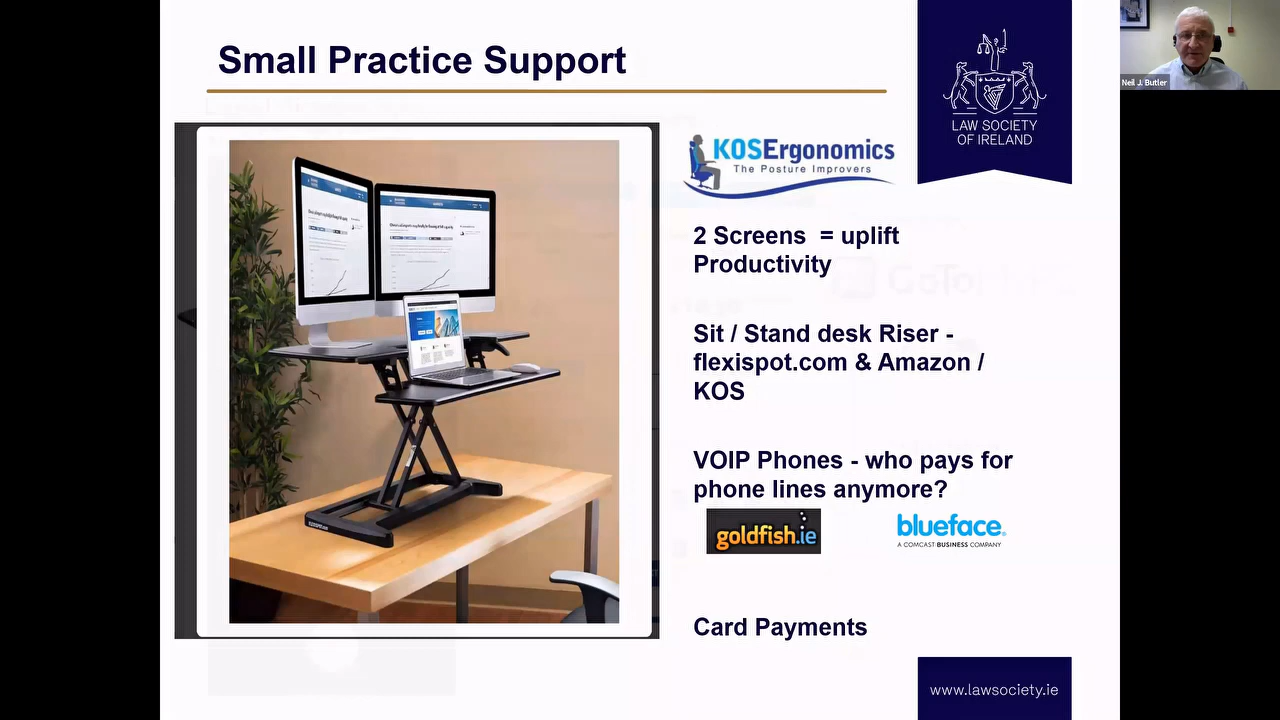 Small Practice Support
LAW SOCIETY
OF IRELAND
Neil J. Butler
KOSErgonomics
The Posture Improvers
2 Screens = uplift
Productivity
Sit / Stand desk Riser -
flexispot.com & Amazon /
KOS
VOIP Phones - who pays for
phone lines anymore?
goldfish.ie
blueface
A COMCAST BUSINESS COMPANY
Card Payments
www.lawsociety.ie